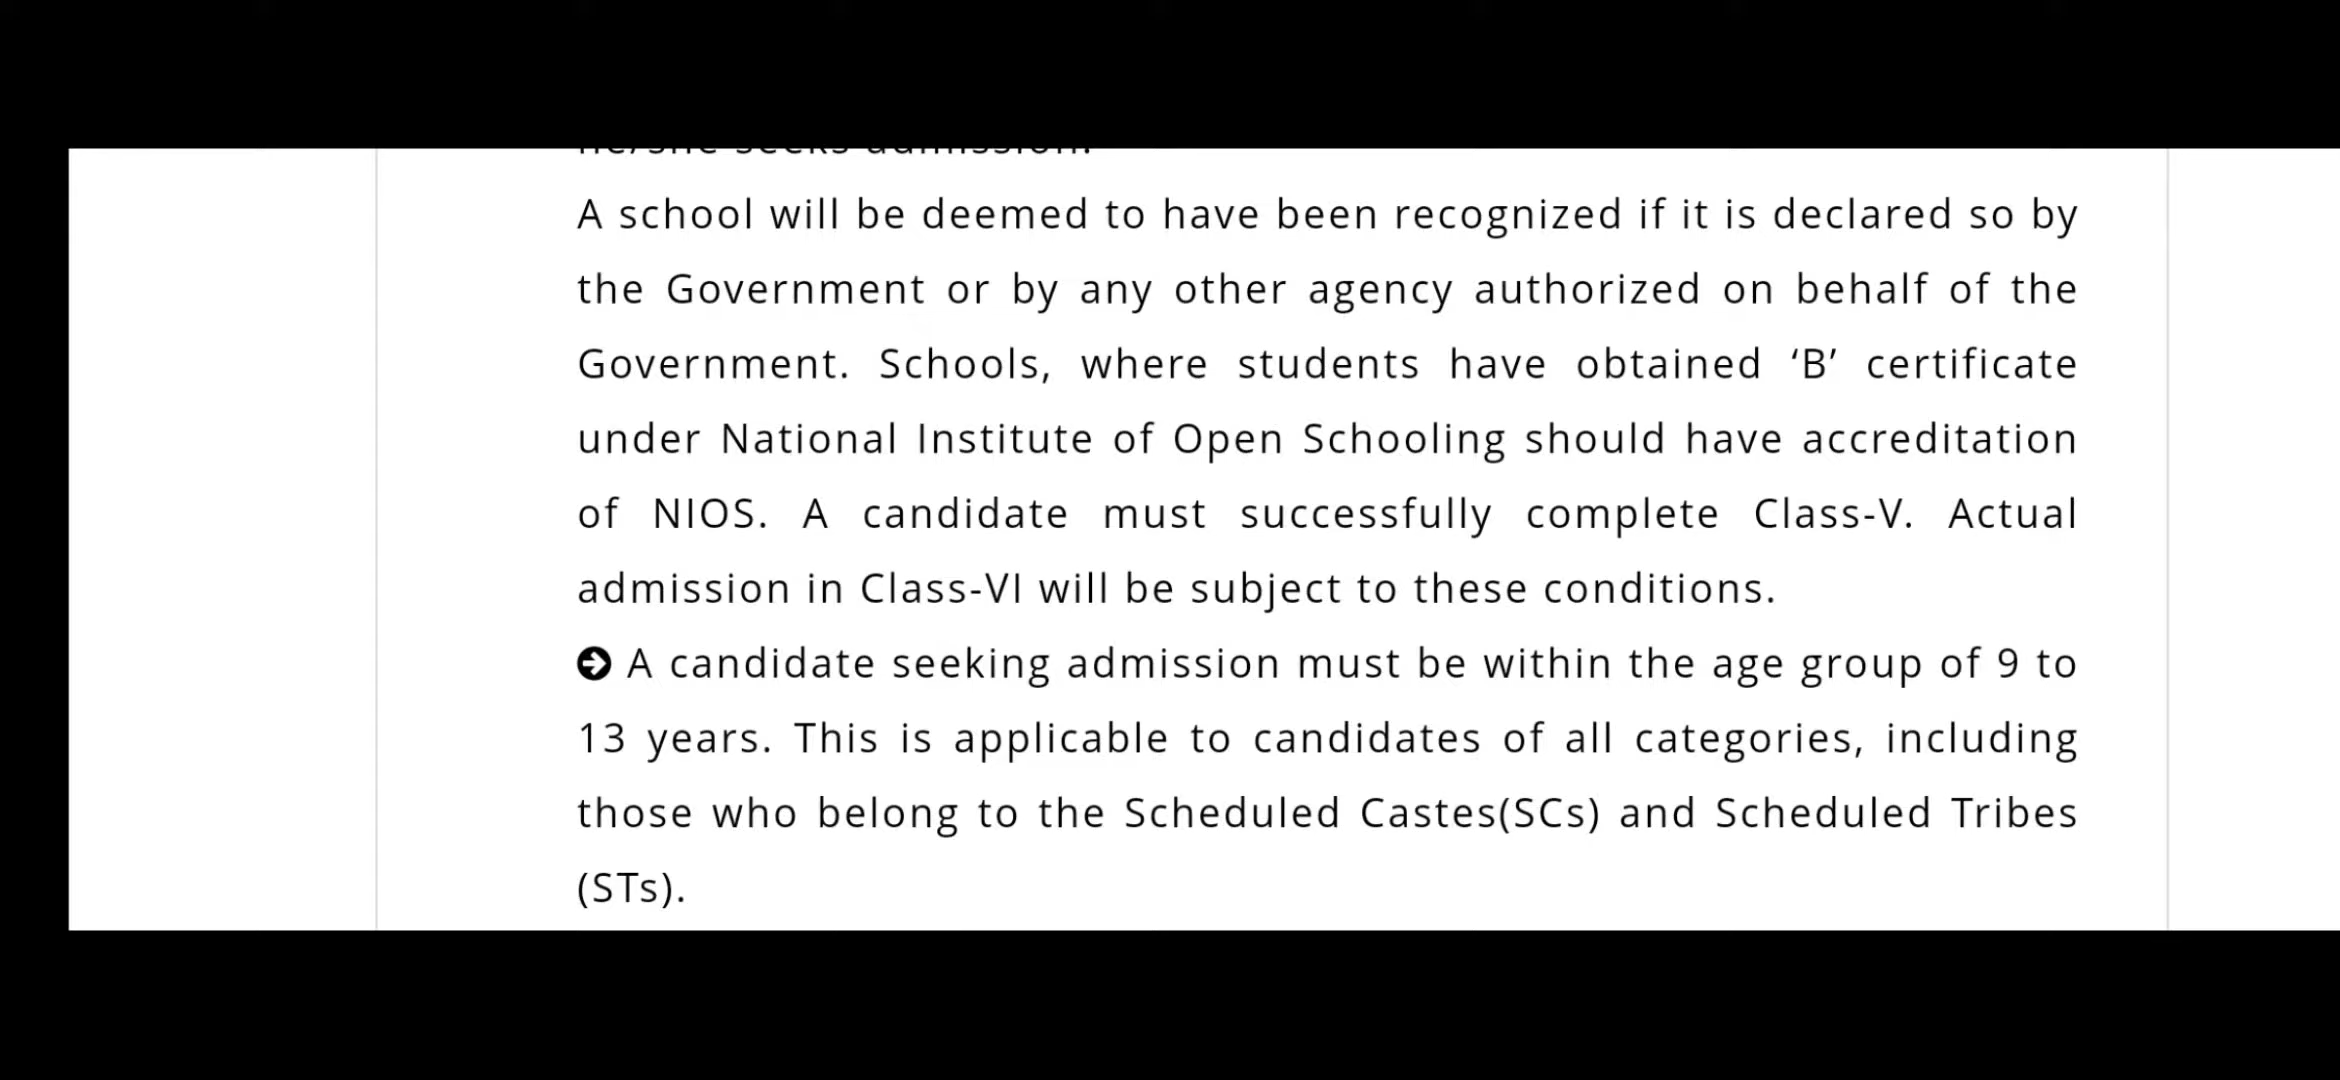 he/she seeks admission.
A school will be deemed to have been recognized if it is declared so by
the Government or by any other agency authorized on behalf of the
Government. Schools, where students have obtained ‘B’ certificate
under National Institute of Open Schooling should have accreditation
of NIOS. A candidate must successfully complete Class-V. Actual
admission in Class-VI will be subject to these conditions.
A candidate seeking admission must be within the age group of 9 to
13 years. This is applicable to candidates of all categories, including
those who belong to the Scheduled Castes(SCs) and Scheduled Tribes
(STs).